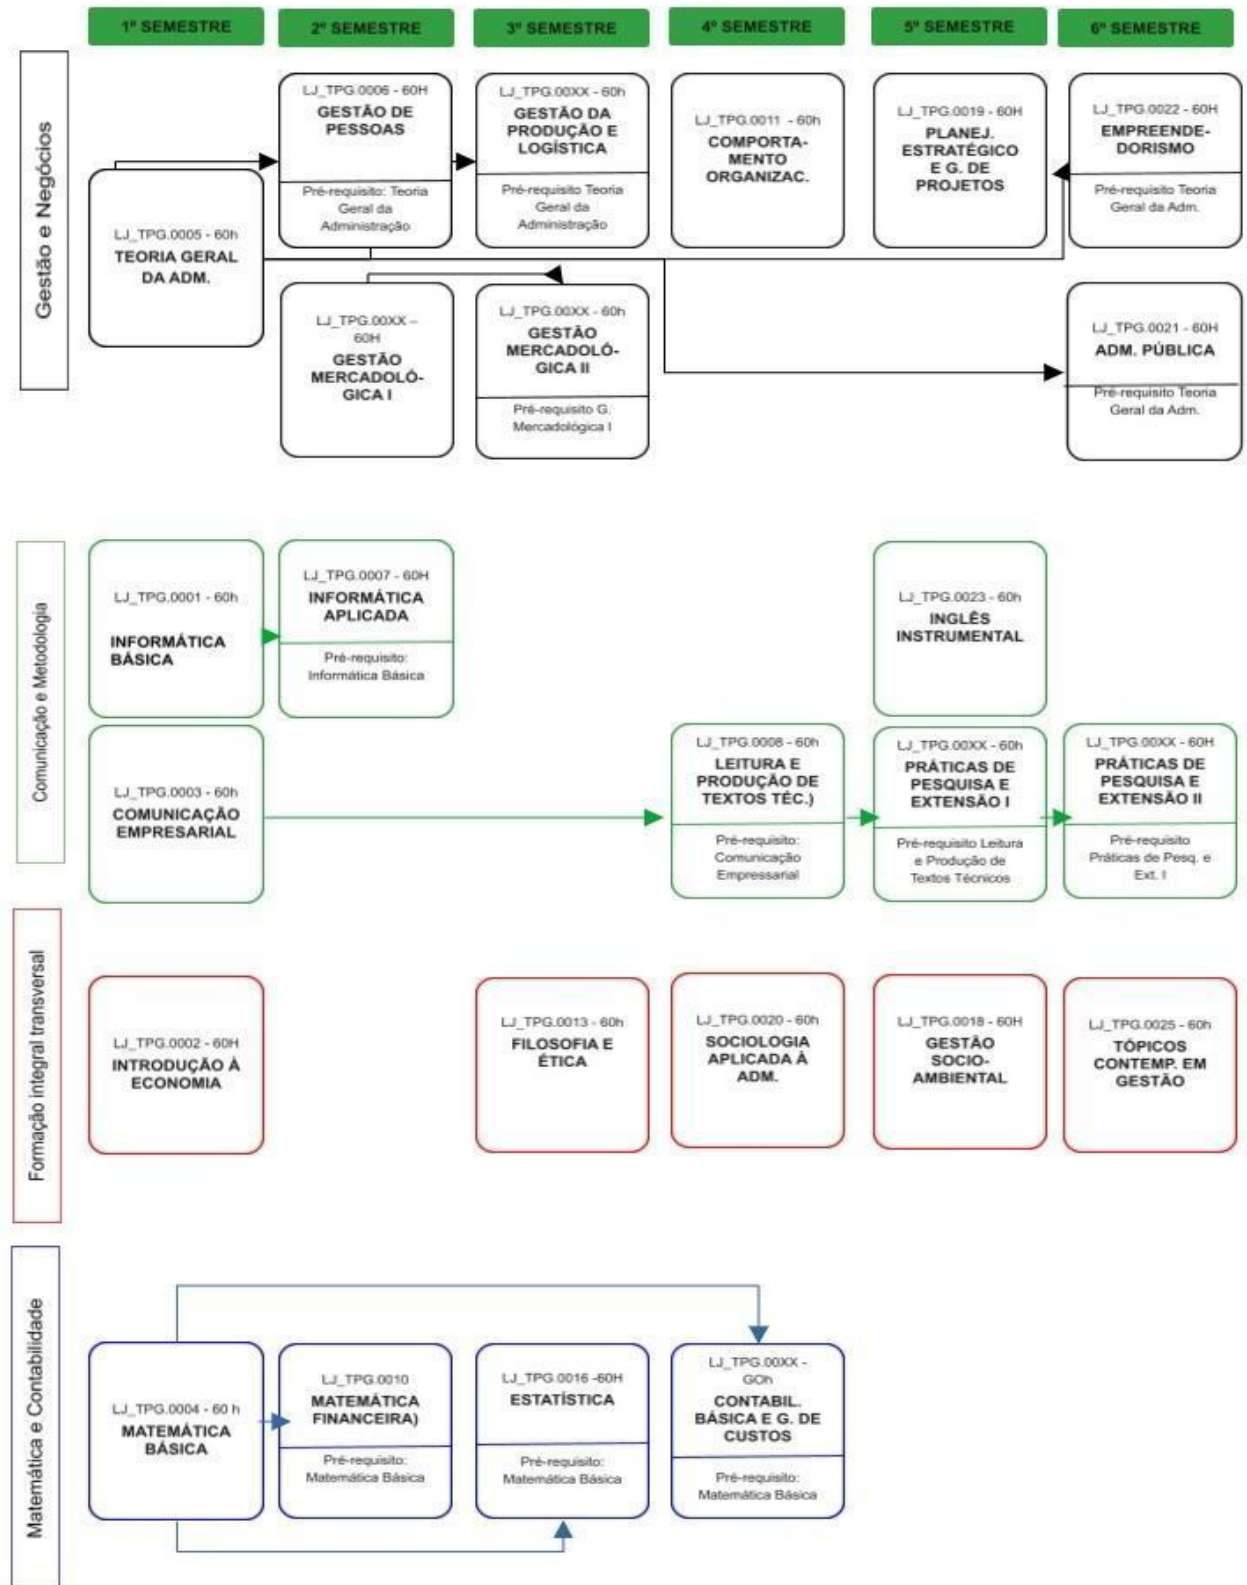 1º SEMESTRE
2º SEMESTRE
3º SEMESTRE
4º SEMESTRE
5º SEMESTRE
6º SEMESTRE
Gestão e Negócios
LJ_TPG.0005 - 60h
TEORIA GERAL
DA ADM.
LJ_TPG.0006 - 60H
GESTÃO DE
PESSOAS
Pré-requisito: Teoria
Geral da
Administração
LJ_TPG.00XX - 60h
GESTÃO DA
PRODUÇÃO E
LOGÍSTICA
Pré-requisito Teoria
Geral da
Administração
LJ_TPG.0011 - 60h
COMPORTA-
MENTO
ORGANIZAC.
LJ_TPG.0019 - 60H
PLANEJ.
ESTRATÉGICO
E G. DE
PROJETOS
LJ_TPG.0022 - 60H
EMPREENDE-
DORISMO
Pré-requisito Teoria
Geral da Adm.
LJ_TPG.00XX –
60H
GESTÃO
MERCADOLÓ-
GICA I
LJ_TPG.00XX - 60h
GESTÃO
MERCADOLÓ-
GICA II
Pré-requisito G.
Mercadológica I
LJ_TPG.0021 - 60H
ADM. PÚBLICA
Pré-requisito Teoria
Geral da Adm.
Comunicação e Metodologia
LJ_TPG.0001 - 60h
INFORMÁTICA
BÁSICA
LJ_TPG.0007 - 60H
INFORMÁTICA
APLICADA
Pré-requisito:
Informática Básica
LJ_TPG.0023 - 60h
INGLÊS
INSTRUMENTAL
LJ_TPG.0003 - 60h
COMUNICAÇÃO
EMPRESARIAL
LJ_TPG.0008 - 60h
LEITURA E
PRODUÇÃO DE
TEXTOS TÉC.)
Pré-requisito:
Comunicação
Empresarial
LJ_TPG.00XX - 60h
PRÁTICAS DE
PESQUISA E
EXTENSÃO I
Pré-requisito Leitura
e Produção de
Textos Técnicos
LJ_TPG.00XX - 60H
PRÁTICAS DE
PESQUISA E
EXTENSÃO II
Pré-requisito
Práticas de Pesq. e
Ext. I
Formação integral transversal
LJ_TPG.0002 - 60H
INTRODUÇÃO À
ECONOMIA
LJ_TPG.0013 - 60h
FILOSOFIA E
ÉTICA
LJ_TPG.0020 - 60h
SOCIOLOGIA
APLICADA À
ADM.
LJ_TPG.0018 - 60H
GESTÃO
SOCIO-
AMBIENTAL
LJ_TPG.0025 - 60h
TÓPICOS
CONTEMP. EM
GESTÃO
Matemática e Contabilidade
LJ_TPG.0004 - 60 h
MATEMÁTICA
BÁSICA
LJ_TPG.0010
MATEMÁTICA
FINANCEIRA)
Pré-requisito:
Matemática Básica
LJ_TPG.0016 -60H
ESTATÍSTICA
Pré-requisito:
Matemática Básica
LJ_TPG.00XX -
GOh
CONTABIL.
BÁSICA E G. DE
CUSTOS
Pré-requisito:
Matemática Básica